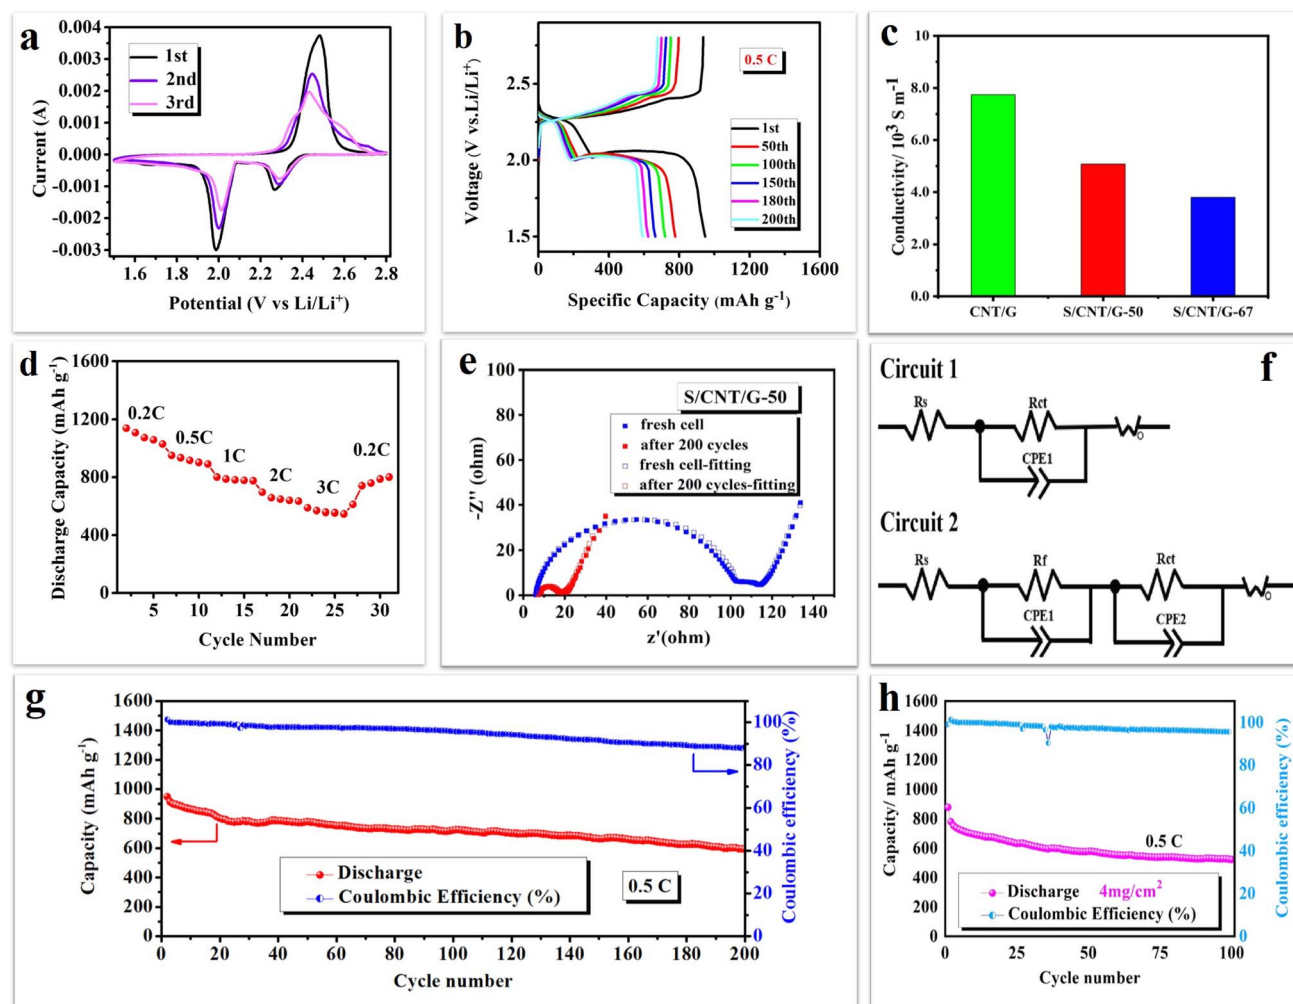 a
0.004
0.003
0.002
0.001
0.000
-0.001
-0.002
-0.003
Current (A)
1st
2nd
3rd
1.6
2.0
2.4
2.8
Potential (V vs Li/Li⁺)
b
0.5 C
2.5
2.0
1.5
Voltage (V vs.Li/Li⁺)
1st
50th
100th
150th
180th
200th
0
400
800
1200
1600
Specific Capacity (mAh g⁻¹)
c
10
8.0
6.0
4.0
2.0
0.0
Conductivity/ 10³ S m⁻¹
CNT/G
S/CNT/G-50
S/CNT/G-67
d
1600
1200
800
400
0
Discharge Capacity (mAh g⁻¹)
0.2C
0.5C
1C
2C
3C
0.2C
5
10
15
20
25
30
Cycle Number
e
100
80
60
40
20
0
-Z'' (ohm)
S/CNT/G-50
fresh cell
after 200 cycles
fresh cell-fitting
after 200 cycles-fitting
0
20
40
60
80
100
120
140
z'(ohm)
f
Circuit 1
Rs
Rct
CPE1
o
Circuit 2
Rs
Rf
Rct
CPE1
CPE2
o
g
1600
1400
1200
1000
800
600
400
200
0
Capacity (mAh g⁻¹)
100
80
60
40
20
0
Coulombic efficiency (%)
Discharge
Coulombic Efficiency (%)
0.5 C
0
20
40
60
80
100
120
140
160
180
200
Cycle number
h
1600
1400
1200
1000
800
600
400
200
0
Capacity/ mAh g⁻¹
100
80
60
40
20
0
Coulombic efficiency (%)
0.5 C
Discharge 4mg/cm²
Coulombic Efficiency (%)
0
25
50
75
100
Cycle number